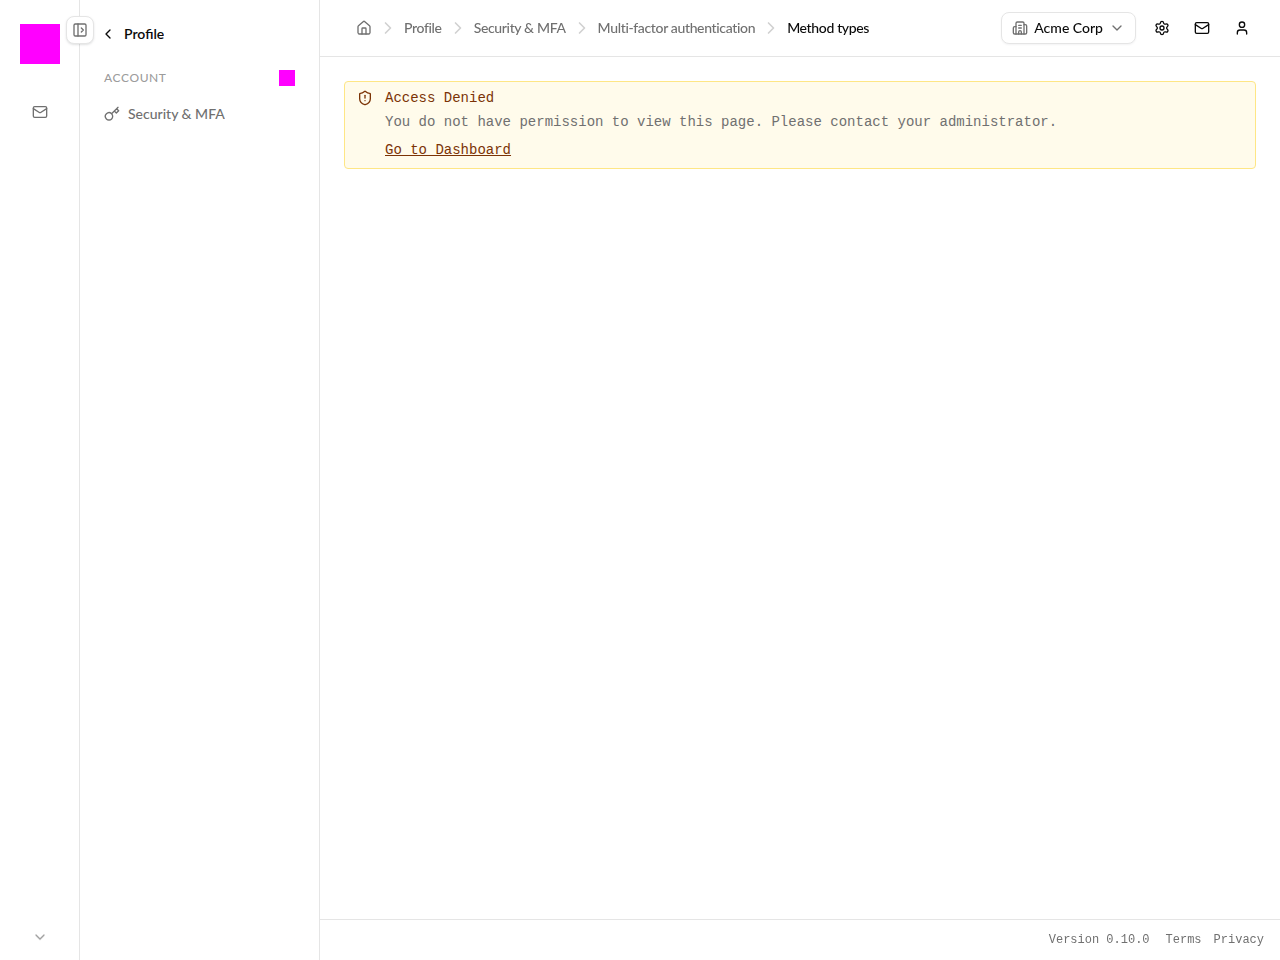 Profile
ACCOUNT
Security & MFA
Profile
Security & MFA
Multi-factor authentication
Method types
Acme Corp
Access Denied
You do not have permission to view this page. Please contact your administrator.
Go to Dashboard
Version 0.10.0
Terms
Privacy